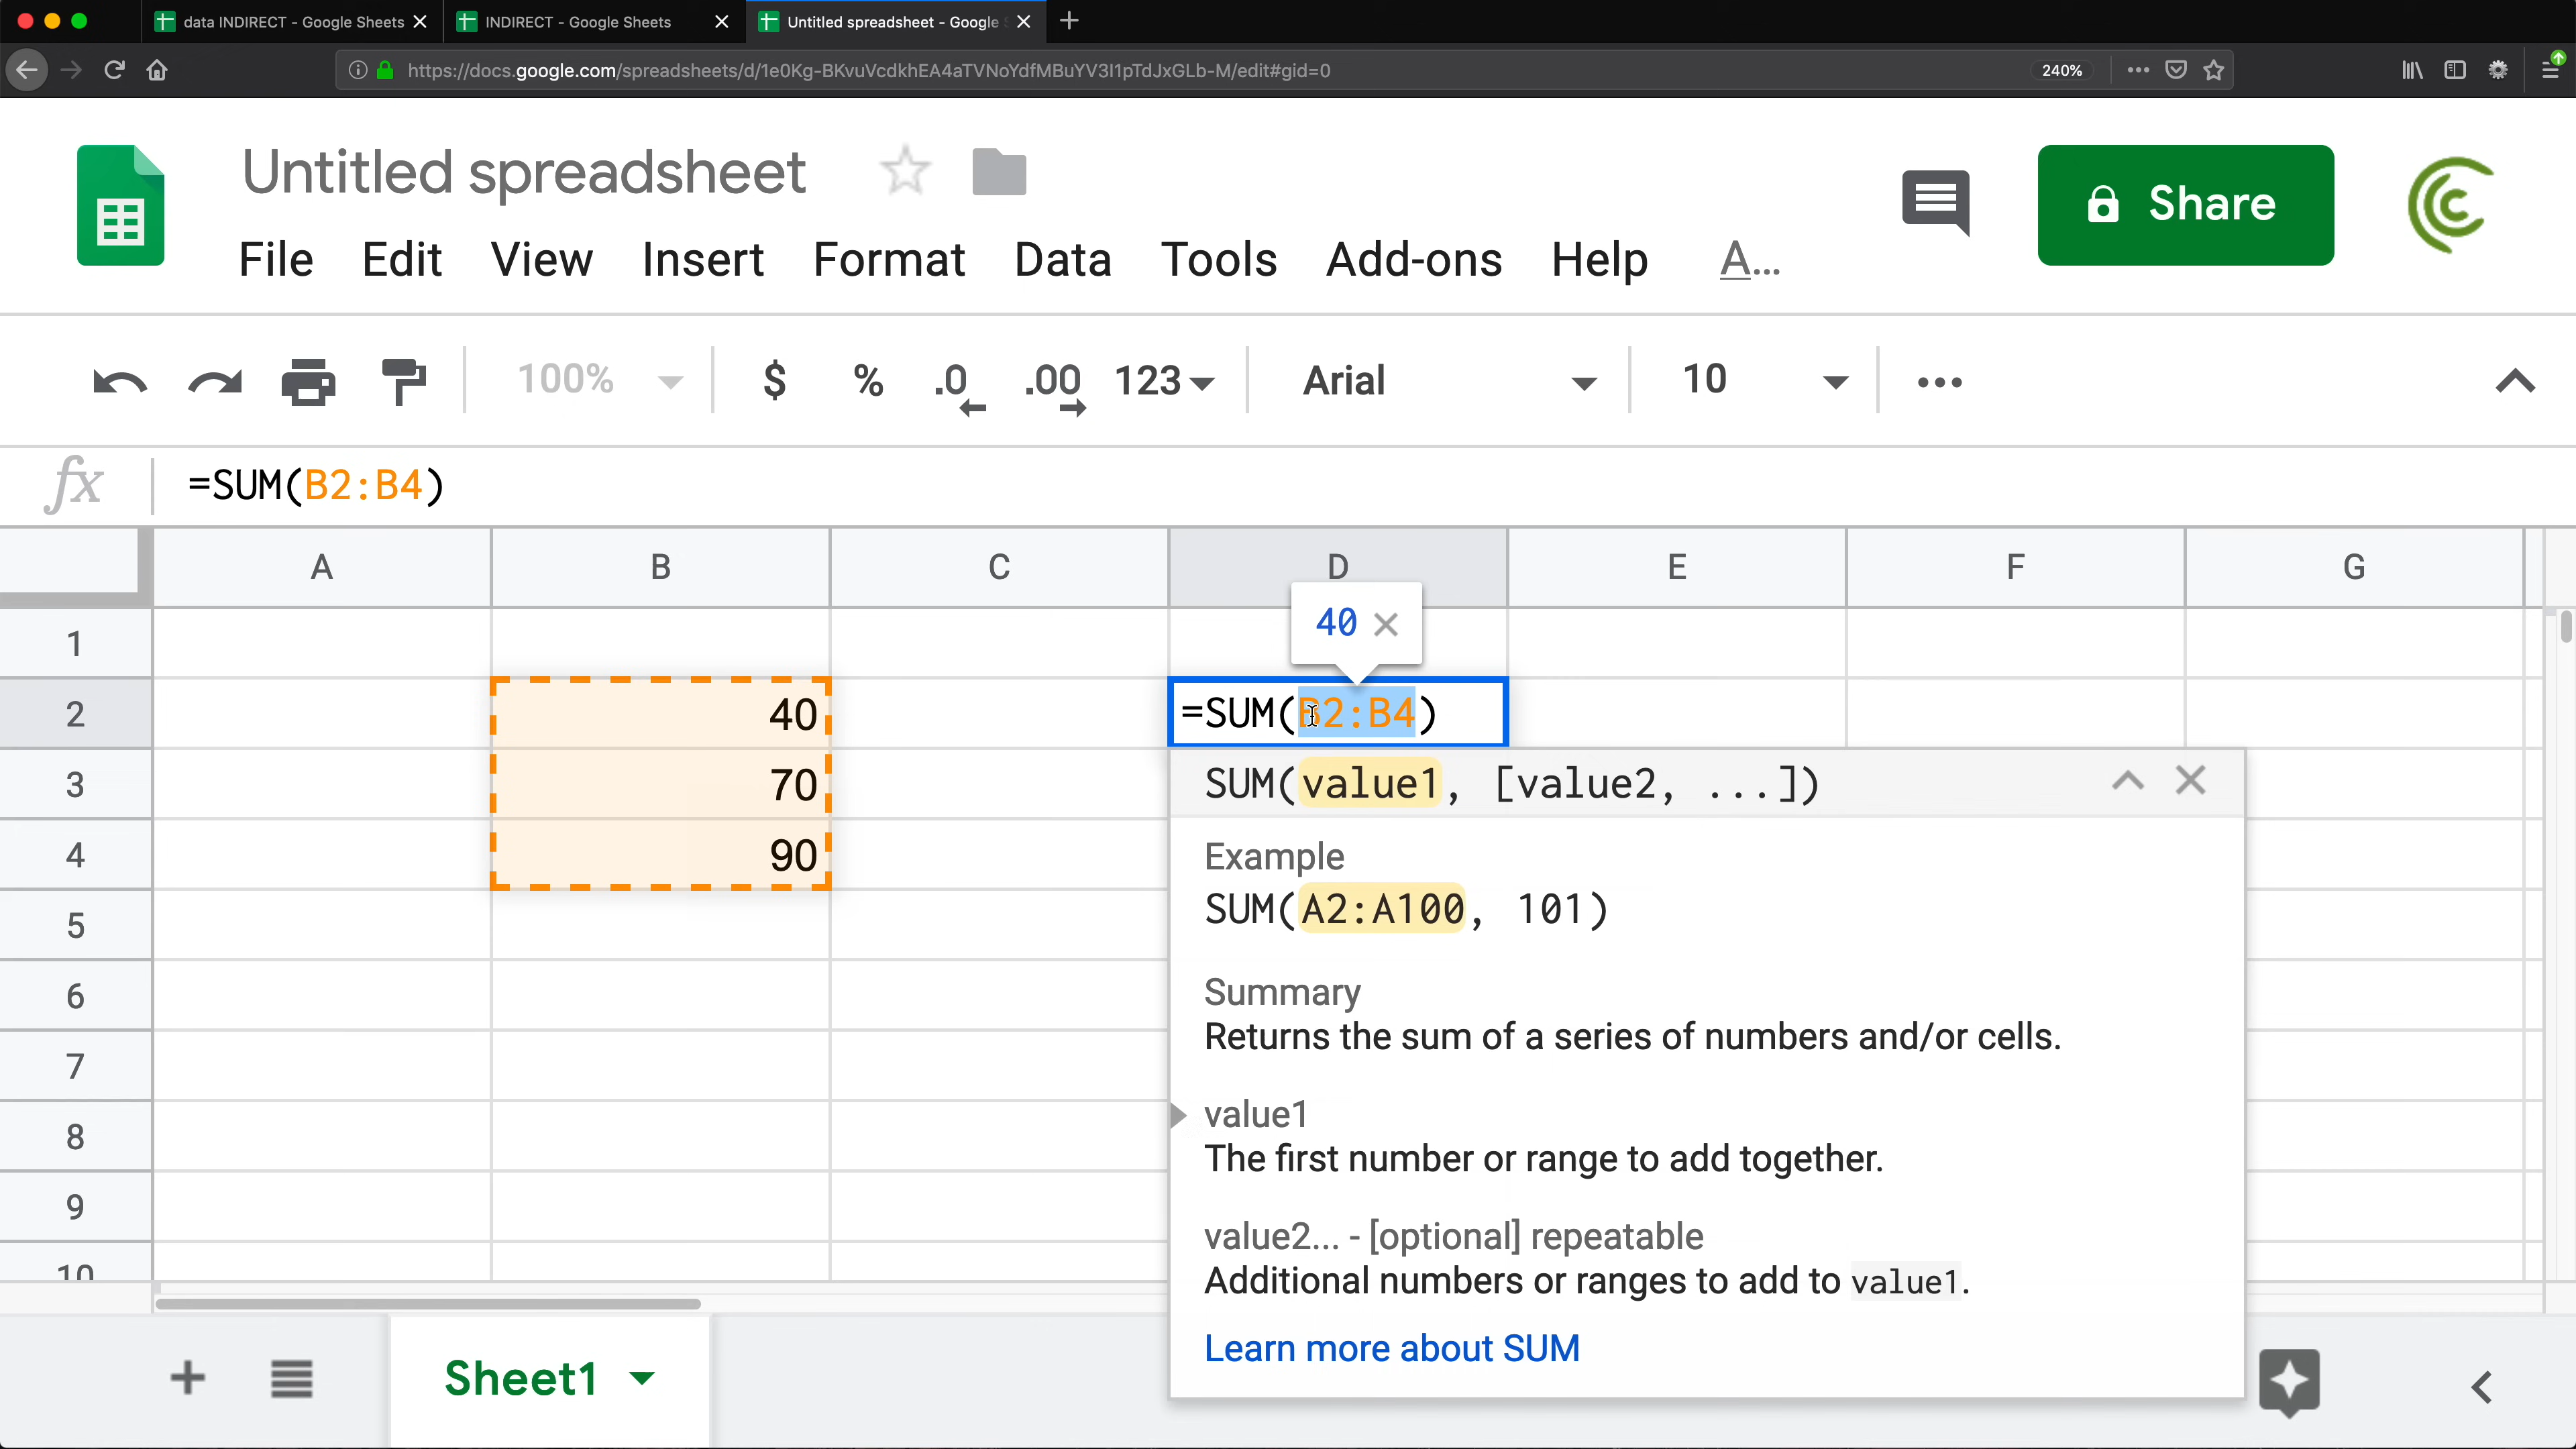 data INDIRECT - Google Sheets
INDIRECT - Google Sheets
Untitled spreadsheet - Google S
https://docs.google.com/spreadsheets/d/1e0Kg-BKvuVcdkhEA4aTVNoYdfMBuYV3I1pTdJxGLb-M/edit#gid=0
240%
Untitled spreadsheet
File Edit View Insert Format Data Tools Add-ons Help A...
Share
100% $ % .0 .00 123 Arial 10
fx =SUM(B2:B4)
A B C D E F G
40
1
2 40 =SUM(B2:B4)
3 70 SUM(value1, [value2, ...])
4 90 Example
5 SUM(A2:A100, 101)
6 Summary
Returns the sum of a series of numbers and/or cells.
7
8 value1
The first number or range to add together.
9 value2... - [optional] repeatable
10 Additional numbers or ranges to add to value1.
Learn more about SUM
Sheet1